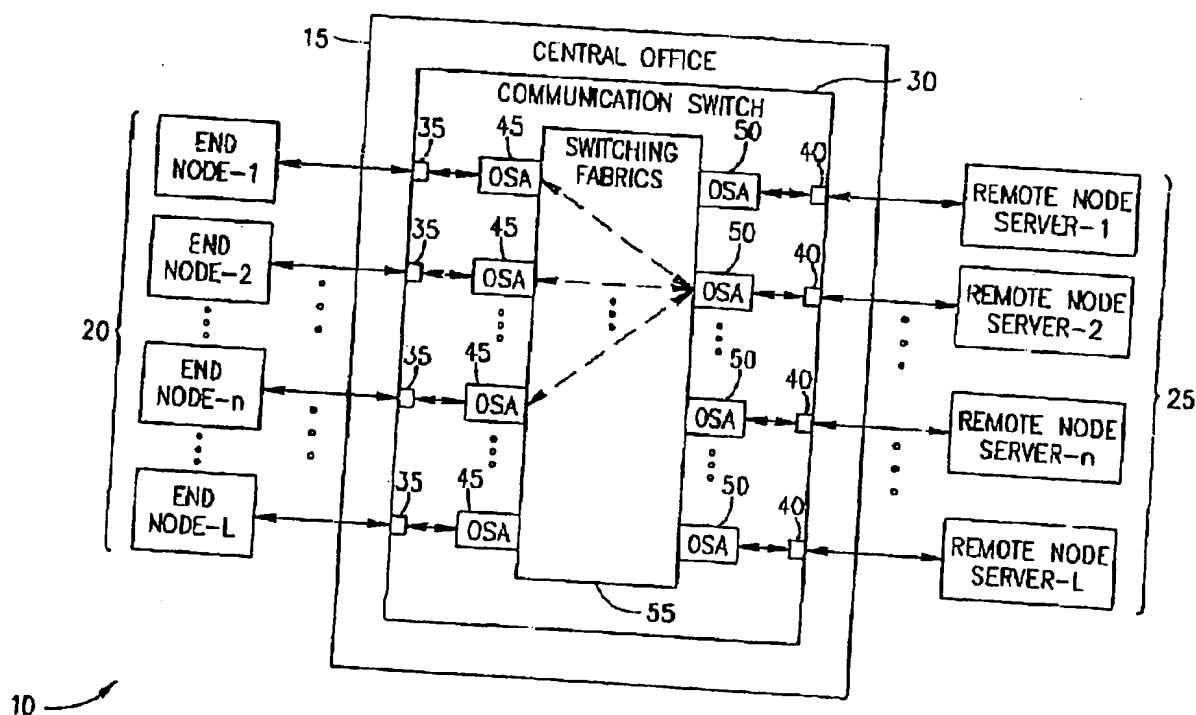 15
CENTRAL OFFICE
30
COMMUNICATION SWITCH
20
END
NODE-1
35
45
OSA
SWITCHING
FABRICS
50
OSA
40
REMOTE NODE
SERVER-1
END
NODE-2
35
45
OSA
50
OSA
40
REMOTE NODE
SERVER-2
END
NODE-n
35
45
OSA
50
OSA
40
REMOTE NODE
SERVER-n
25
END
NODE-L
35
45
OSA
50
OSA
40
REMOTE NODE
SERVER-L
55
10